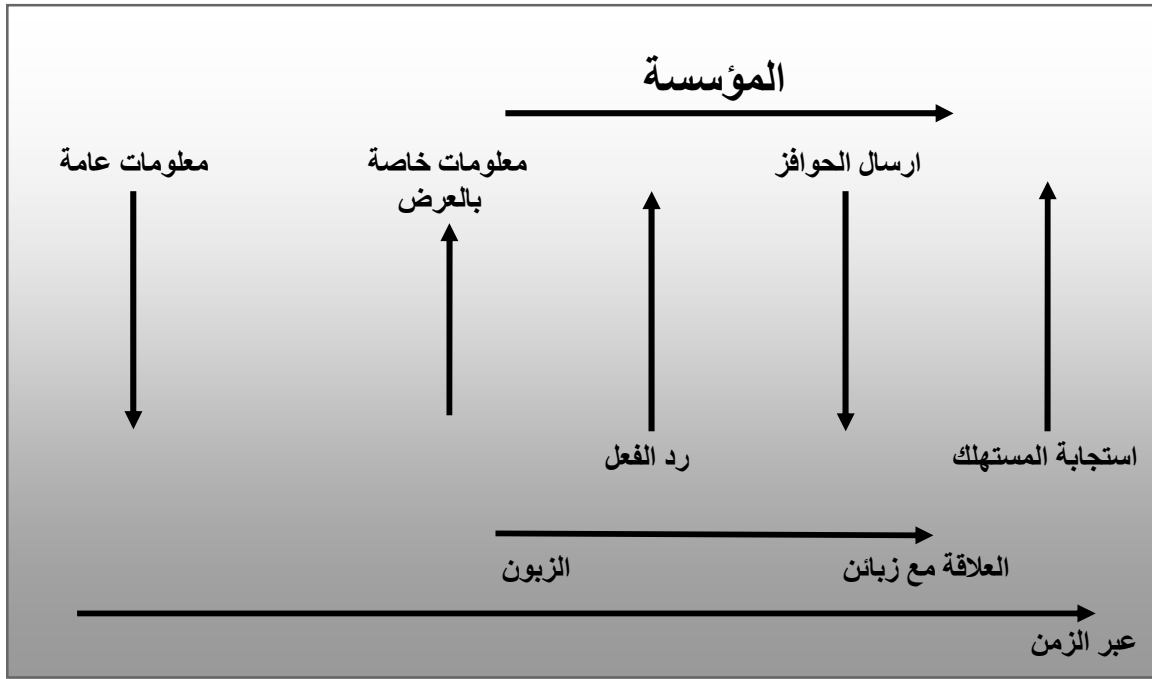 المؤسسة
ارسال الحوافز
معلومات خاصة
بالعرض
معلومات عامة
استجابة المستهلك
رد الفعل
العلاقة مع زبائن
الزبون
عبر الزمن